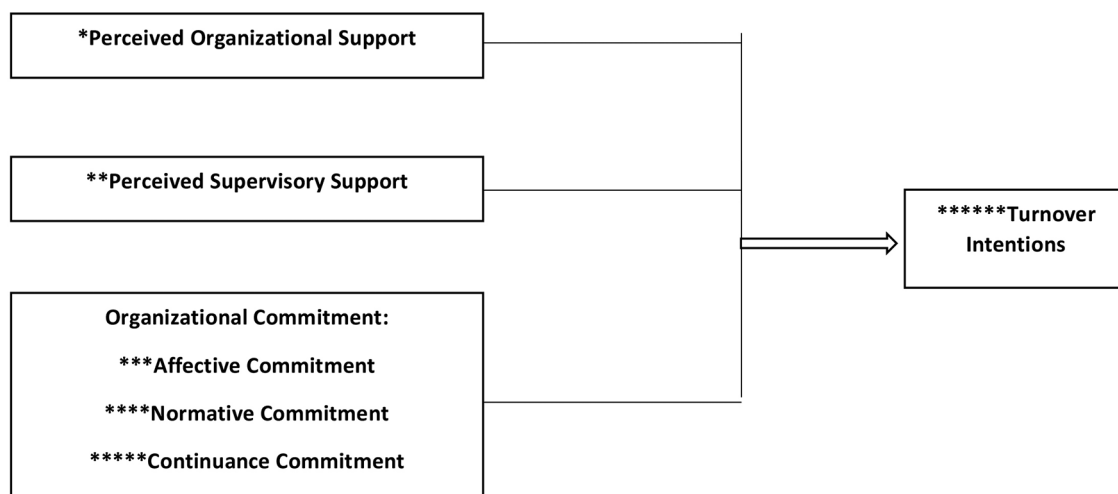 *Perceived Organizational Support
**Perceived Supervisory Support
Organizational Commitment:
***Affective Commitment
****Normative Commitment
*****Continuance Commitment
******Turnover
Intentions